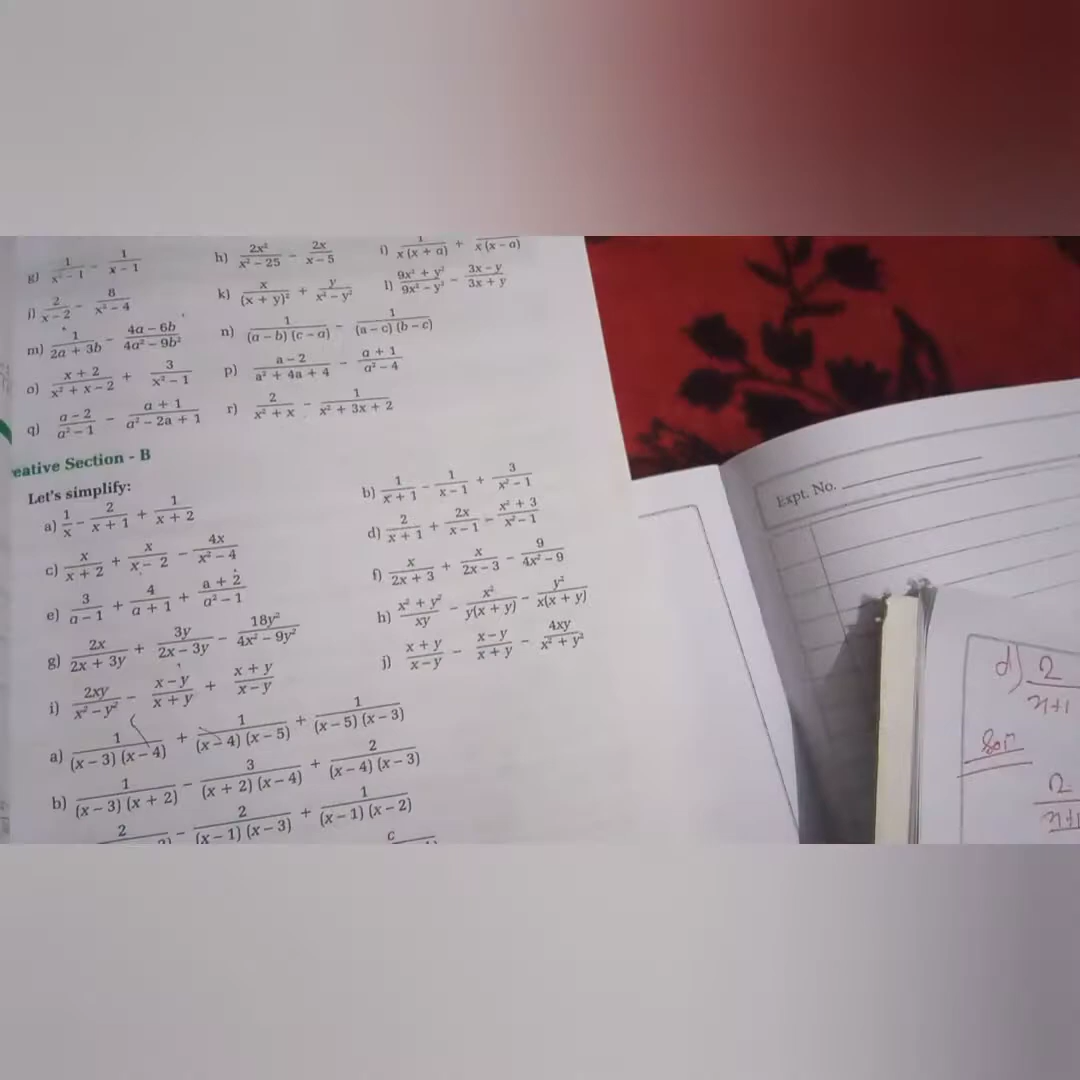 g) 1/(x² – 1) – 1/(x – 1) h) 2x²/(x² – 25) – 2x/(x – 5) i) 1/(x (x + a)) + /(x (x – a))
j) 2/(x – 2) – 8/(x² – 4) k) x/(x + y)² + y/(x² – y²) l) (9x² + y²)/(9x² – y²) – (3x – y)/(3x + y)
m) 1/(2a + 3b) – (4a – 6b)/(4a² – 9b²) n) 1/((a – b) (c – a)) – 1/((a – c) (b – c))
o) (x + 2)/(x² + x – 2) + 3/(x² – 1) p) (a – 2)/(a² + 4a + 4) – (a + 1)/(a² – 4)
q) (a – 2)/(a² – 1) – (a + 1)/(a² – 2a + 1) r) 2/(x² + x) – 1/(x² + 3x + 2)
eative Section - B
Let's simplify:
a) 1/x – 2/(x + 1) + 1/(x + 2) b) 1/(x + 1) – 1/(x – 1) + 3/(x² – 1)
c) x/(x + 2) + x/(x – 2) – 4x/(x² – 4) d) 2/(x + 1) + 2x/(x – 1) – (x² + 3)/(x² – 1)
e) 3/(a – 1) + 4/(a + 1) + (a + 2)/(a² – 1) f) x/(2x + 3) + x/(2x – 3) – 9/(4x² – 9)
g) 2x/(2x + 3y) + 3y/(2x – 3y) – 18y²/(4x² – 9y²) h) (x² + y²)/(xy) – x²/(y(x + y)) – y²/(x(x + y))
i) 2xy/(x² – y²) – (x – y)/(x + y) + (x + y)/(x – y) j) (x + y)/(x – y) – (x – y)/(x + y) – 4xy/(x² + y²)
a) 1/((x – 3) (x – 4)) + 1/((x – 4) (x – 5)) + 1/((x – 5) (x – 3))
b) 1/((x – 3) (x + 2)) – 3/((x + 2) (x – 4)) + 2/((x – 4) (x – 3))
2 – 2/((x – 1) (x – 3)) + 1/((x – 1) (x – 2))
c
Expt. No.
d) 2/(x+1
Soln
2/(x+1